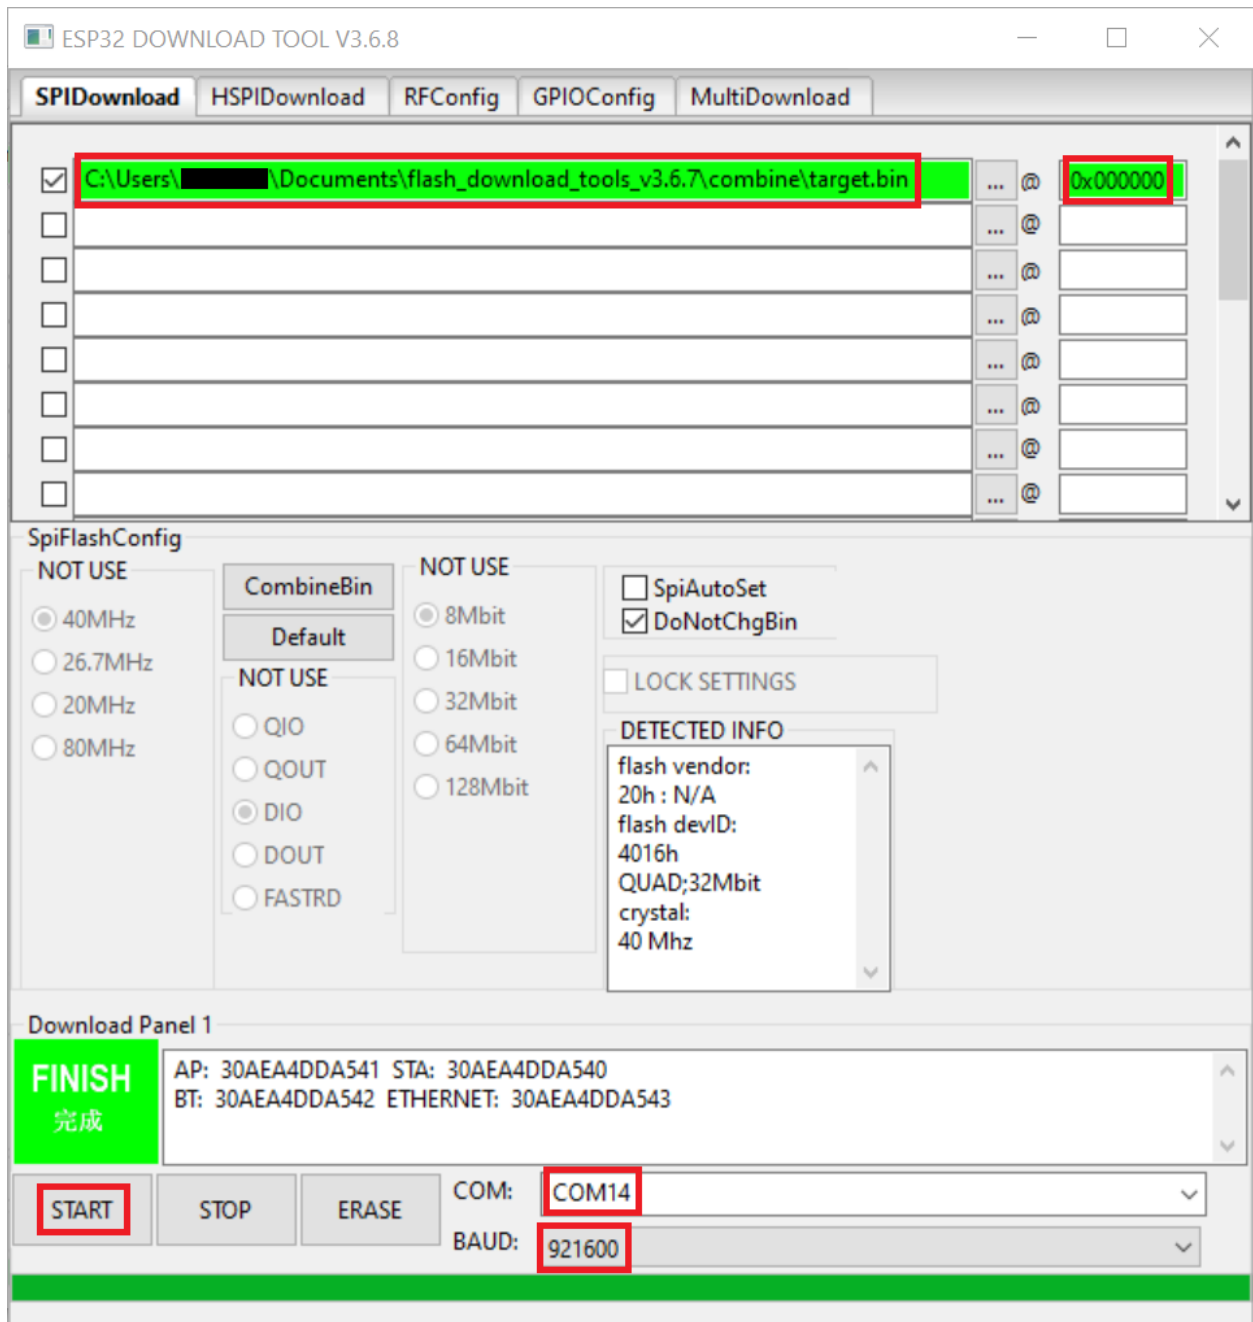 ESP32 DOWNLOAD TOOL V3.6.8
SPIDownload HSPIDownload RFConfig GPIOConfig MultiDownload
C:\Users\ \Documents\flash_download_tools_v3.6.7\combine\target.bin ... @ 0x000000
... @
... @
... @
... @
... @
... @
... @
SpiFlashConfig
NOT USE
40MHz
26.7MHz
20MHz
80MHz
CombineBin
Default
NOT USE
QIO
QOUT
DIO
DOUT
FASTRD
NOT USE
8Mbit
16Mbit
32Mbit
64Mbit
128Mbit
SpiAutoSet
DoNotChgBin
LOCK SETTINGS
DETECTED INFO
flash vendor:
20h : N/A
flash devID:
4016h
QUAD;32Mbit
crystal:
40 Mhz
Download Panel 1
FINISH
完成
AP: 30AEA4DDA541 STA: 30AEA4DDA540
BT: 30AEA4DDA542 ETHERNET: 30AEA4DDA543
START STOP ERASE
COM: COM14
BAUD: 921600